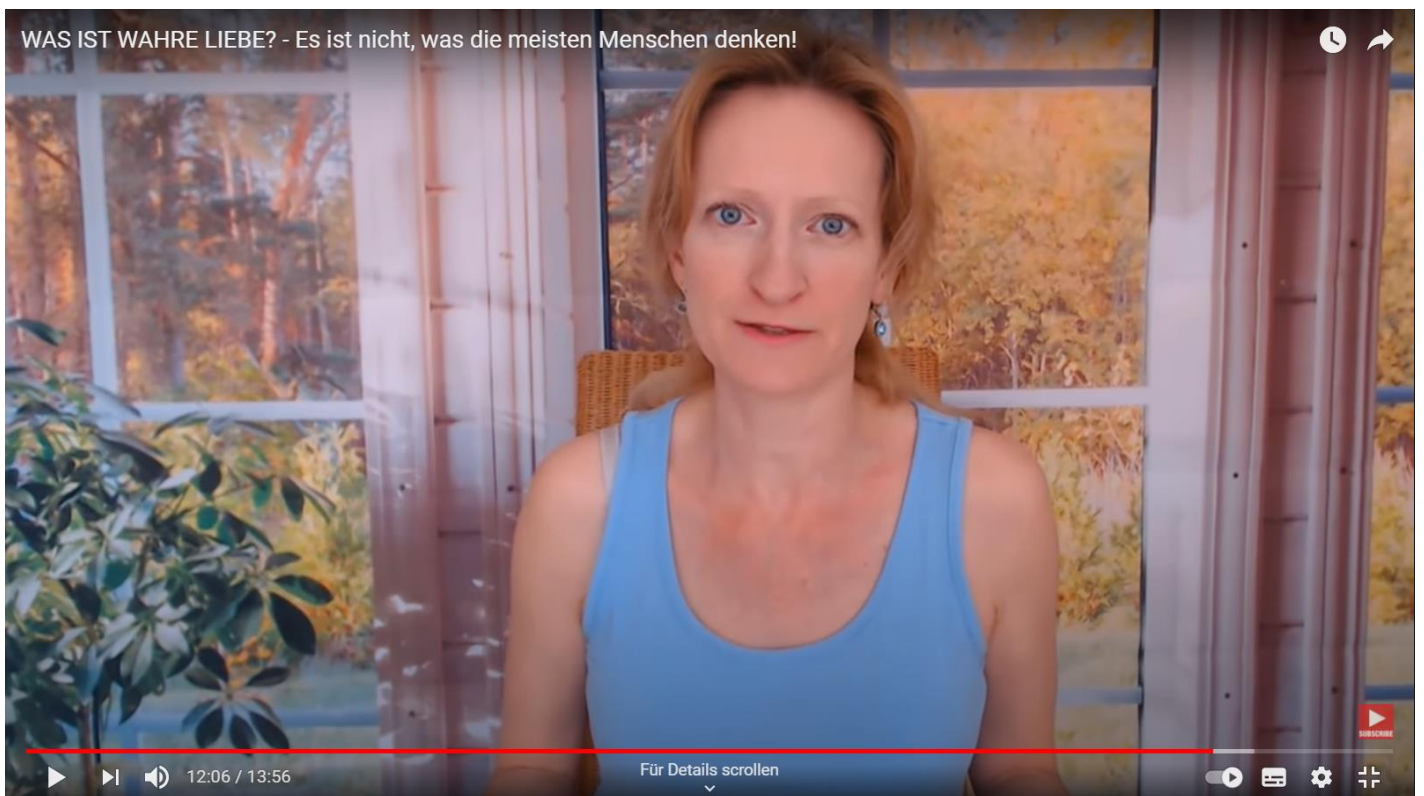 WAS IST WAHRE LIEBE? - Es ist nicht, was die meisten Menschen denken!
SUBSCRIBE
12:06 / 13:56
Für Details scrollen